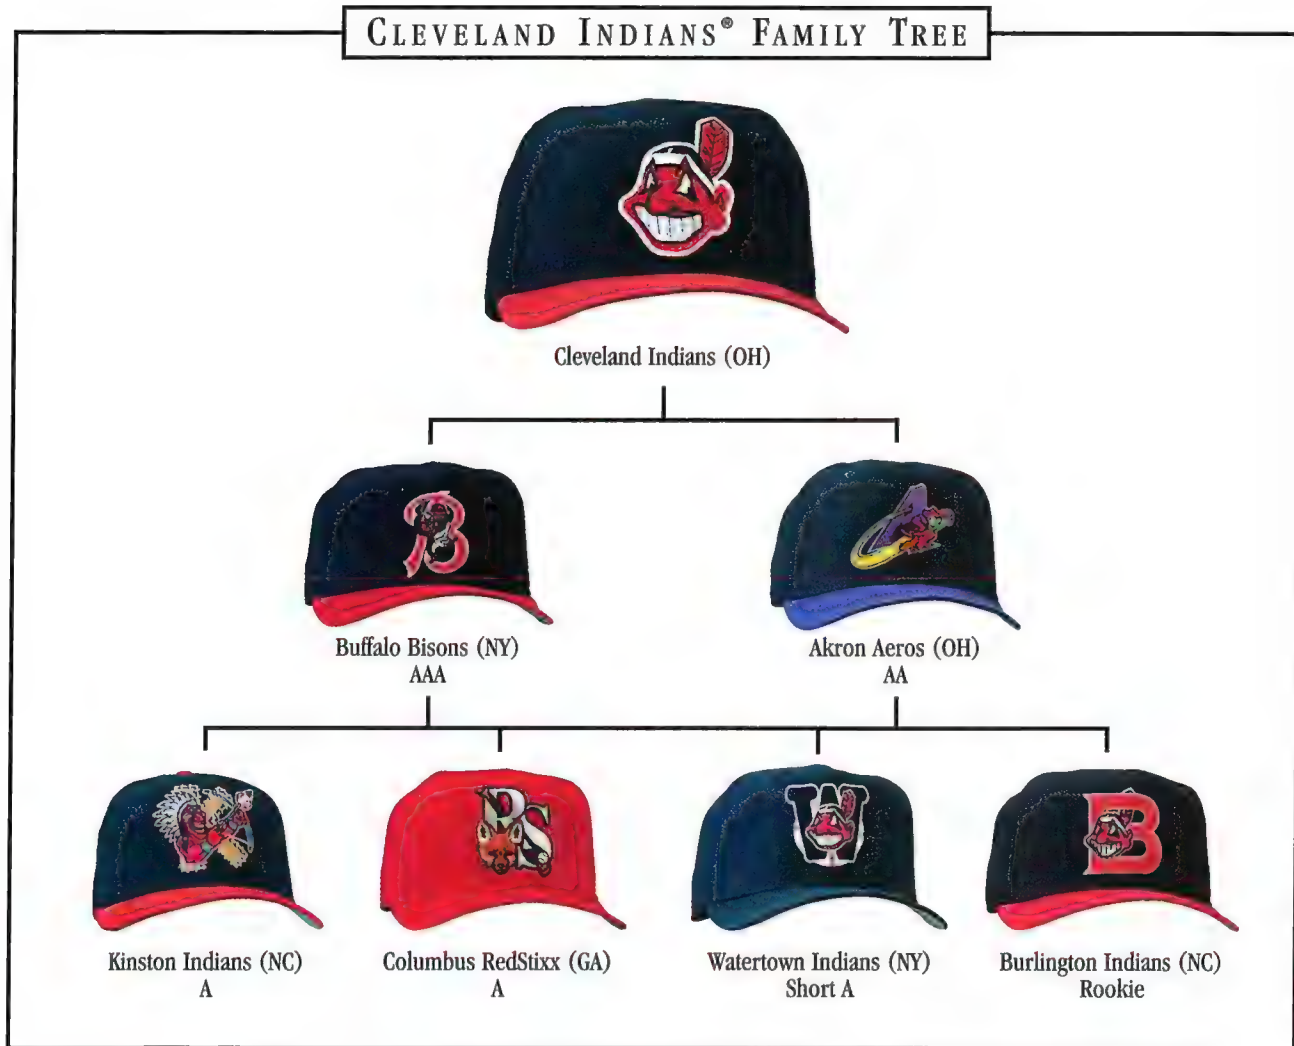 CLEVELAND INDIANS® FAMILY TREE
Cleveland Indians (OH)
B
Buffalo Bisons (NY)
AAA
Akron Aeros (OH)
AA
K
RS
W
B
Kinston Indians (NC)
A
Columbus RedStixx (GA)
A
Watertown Indians (NY)
Short A
Burlington Indians (NC)
Rookie